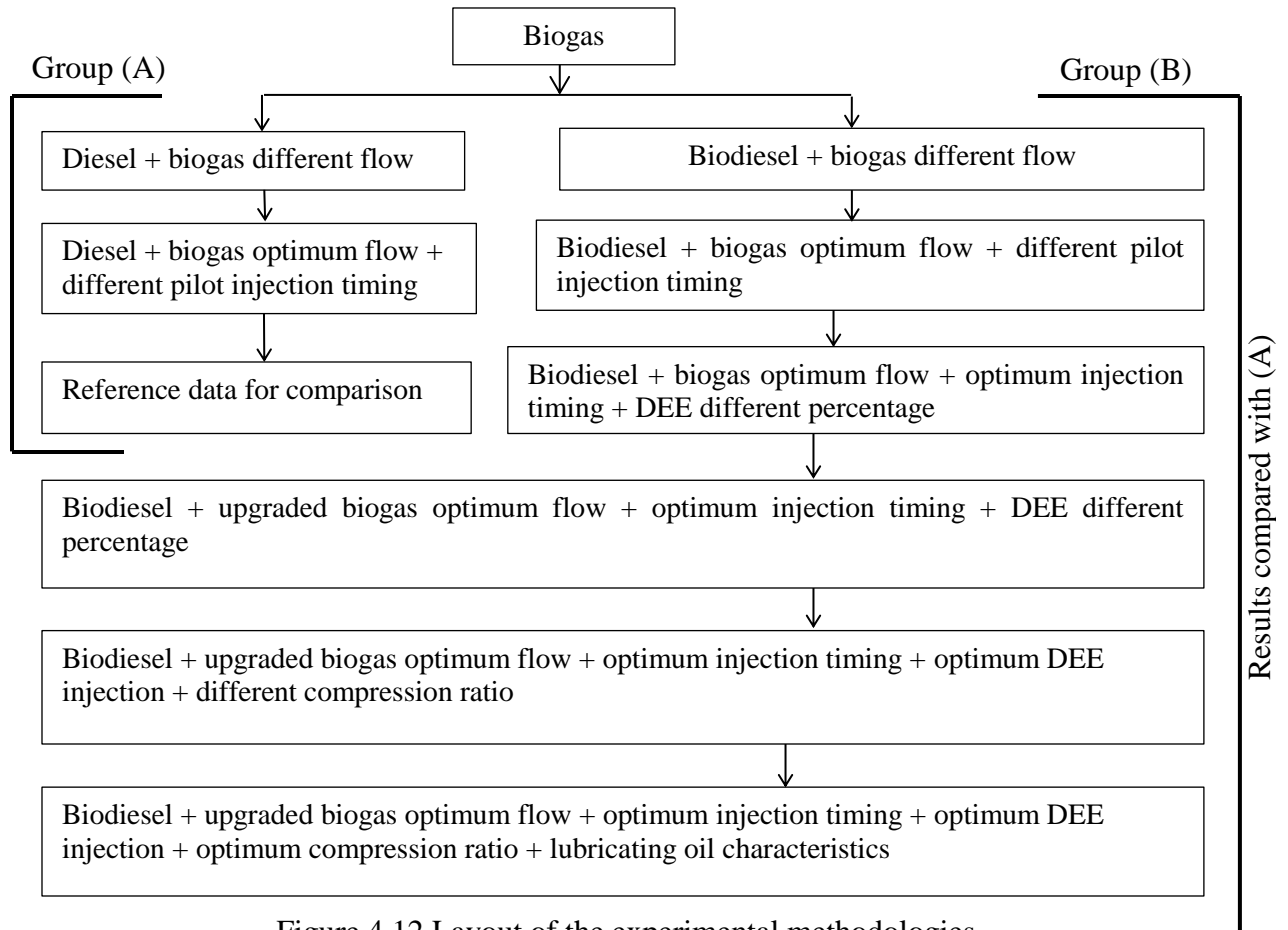 Biogas
Group (A)
Group (B)
Diesel + biogas different flow
Biodiesel + biogas different flow
Diesel + biogas optimum flow +
different pilot injection timing
Biodiesel + biogas optimum flow + different pilot
injection timing
Reference data for comparison
Biodiesel + biogas optimum flow + optimum injection
timing + DEE different percentage
Results compared with (A)
Biodiesel + upgraded biogas optimum flow + optimum injection timing + DEE different
percentage
Biodiesel + upgraded biogas optimum flow + optimum injection timing + optimum DEE
injection + different compression ratio
Biodiesel + upgraded biogas optimum flow + optimum injection timing + optimum DEE
injection + optimum compression ratio + lubricating oil characteristics
Figure 4.12 Layout of the experimental methodologies